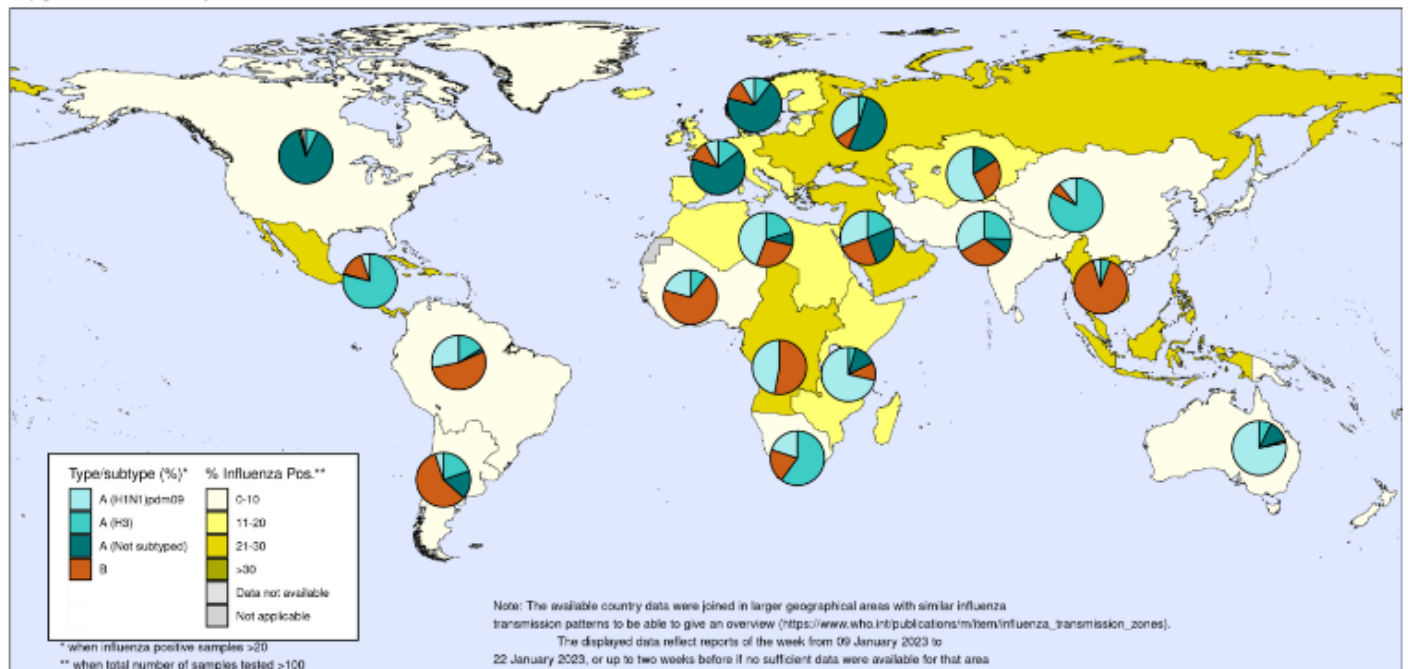 Type/subtype (%)*
A (H1N1)pdm09
A (H3)
A (Not subtyped)
B
% Influenza Pos.**
0-10
11-20
21-30
>30
Data not available
Not applicable
* when influenza positive samples >20
** when total number of samples tested >100
Note: The available country data were joined in larger geographical areas with similar influenza
transmission patterns to be able to give an overview (https://www.who.int/publications/m/item/influenza_transmission_zones).
The displayed data reflect reports of the week from 09 January 2023 to
22 January 2023, or up to two weeks before if no sufficient data were available for that area